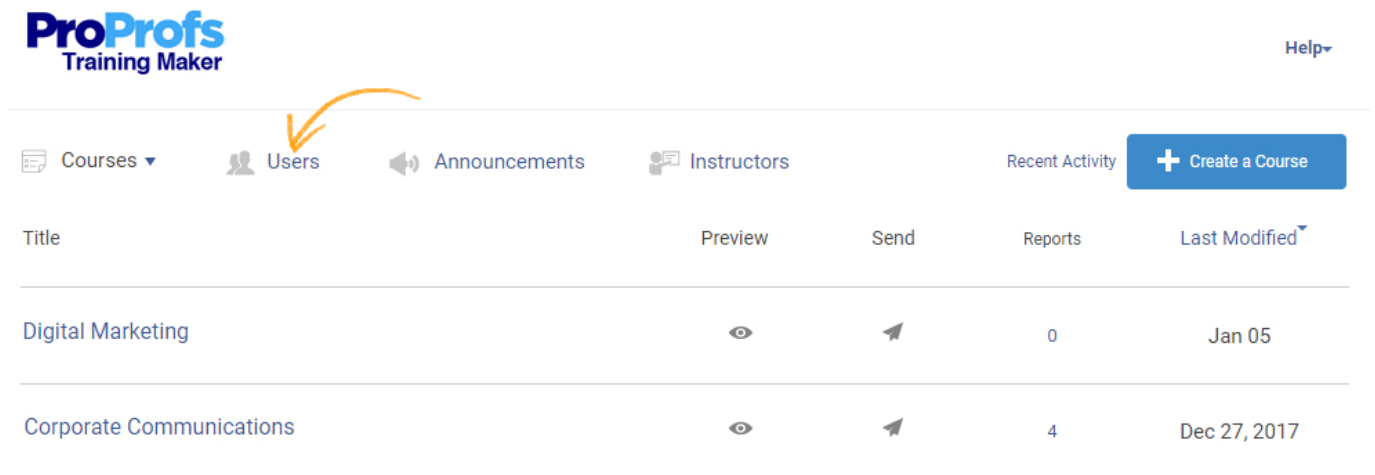 ProProfs
Training Maker
Help
Courses Users Announcements Instructors Recent Activity Create a Course
Title Preview Send Reports Last Modified
Digital Marketing 0 Jan 05
Corporate Communications 4 Dec 27, 2017